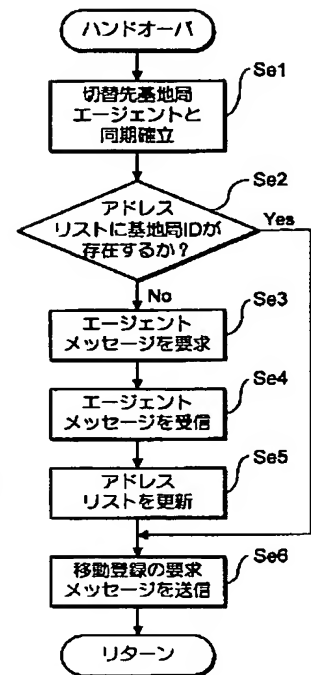 ハンドオーバ
Se1
切替先基地局
エージェントと
同期確立
Se2
アドレス
リストに基地局IDが
存在するか？
Yes
No
Se3
エージェント
メッセージを要求
Se4
エージェント
メッセージを受信
Se5
アドレス
リストを更新
Se6
移動登録の要求
メッセージを送信
リターン